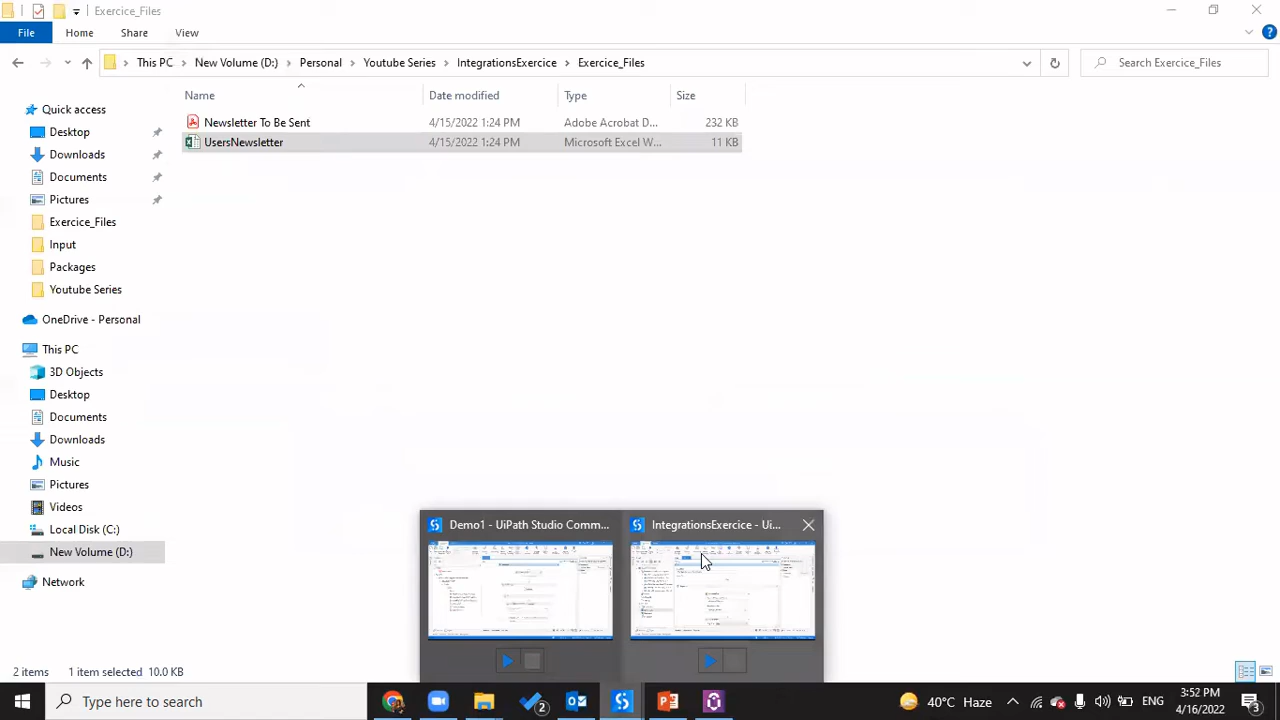 Exercice_Files
File Home Share View
This PC New Volume (D:) Personal Youtube Series IntegrationsExercice Exercice_Files Search Exercice_Files
Name Date modified Type Size
Quick access
Newsletter To Be Sent 4/15/2022 1:24 PM Adobe Acrobat D... 232 KB
Desktop
UsersNewsletter 4/15/2022 1:24 PM Microsoft Excel W... 11 KB
Downloads
Documents
Pictures
Exercice_Files
Input
Packages
Youtube Series
OneDrive - Personal
This PC
3D Objects
Desktop
Documents
Downloads
Music
Pictures
Videos
Local Disk (C:)
New Volume (D:)
Network
Demo1 - UiPath Studio Comm... IntegrationsExercice - Ui...
2 items 1 item selected 10.0 KB
Type here to search
2
40°C Haze
ENG
3:52 PM
4/16/2022
3